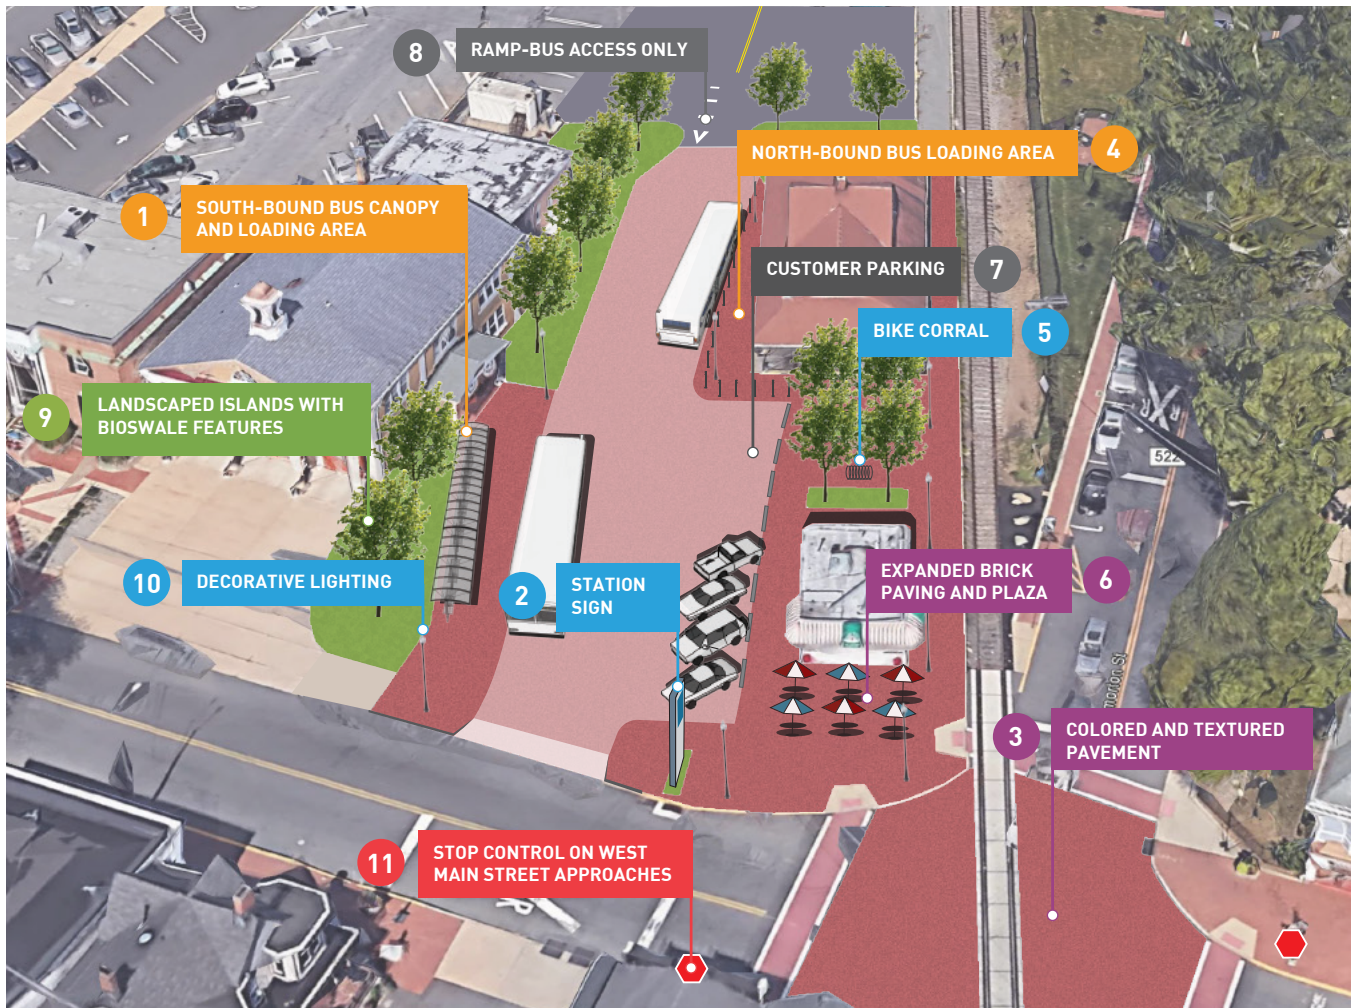 8
RAMP-BUS ACCESS ONLY
NORTH-BOUND BUS LOADING AREA
4
1
SOUTH-BOUND BUS CANOPY
AND LOADING AREA
CUSTOMER PARKING
7
BIKE CORRAL
5
9
LANDSCAPED ISLANDS WITH
BIOSWALE FEATURES
522
10
DECORATIVE LIGHTING
2
STATION
SIGN
EXPANDED BRICK
PAVING AND PLAZA
6
3
COLORED AND TEXTURED
PAVEMENT
11
STOP CONTROL ON WEST
MAIN STREET APPROACHES